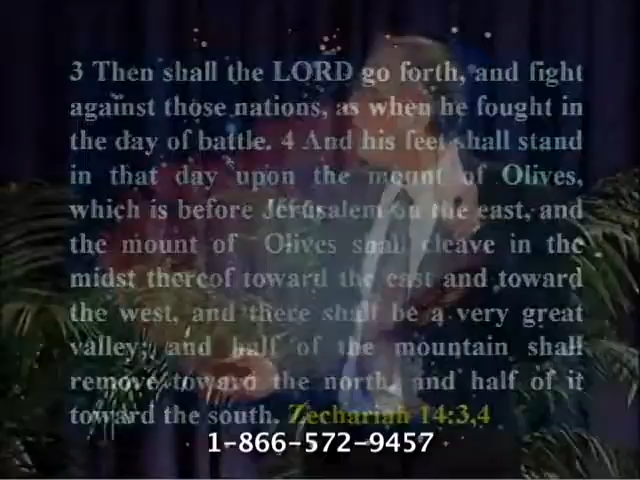 3 Then shall the LORD go forth, and fight
against those nations, as when he fought in
the day of battle. 4 And his feet shall stand
in that day upon the mount of Olives,
which is before Jerusalem on the east, and
the mount of Olives shall cleave in the
midst thereof toward the east and toward
the west, and there shall be a very great
valley; and half of the mountain shall
remove toward the north, and half of it
toward the south. Zechariah 14:3,4
1-866-572-9457